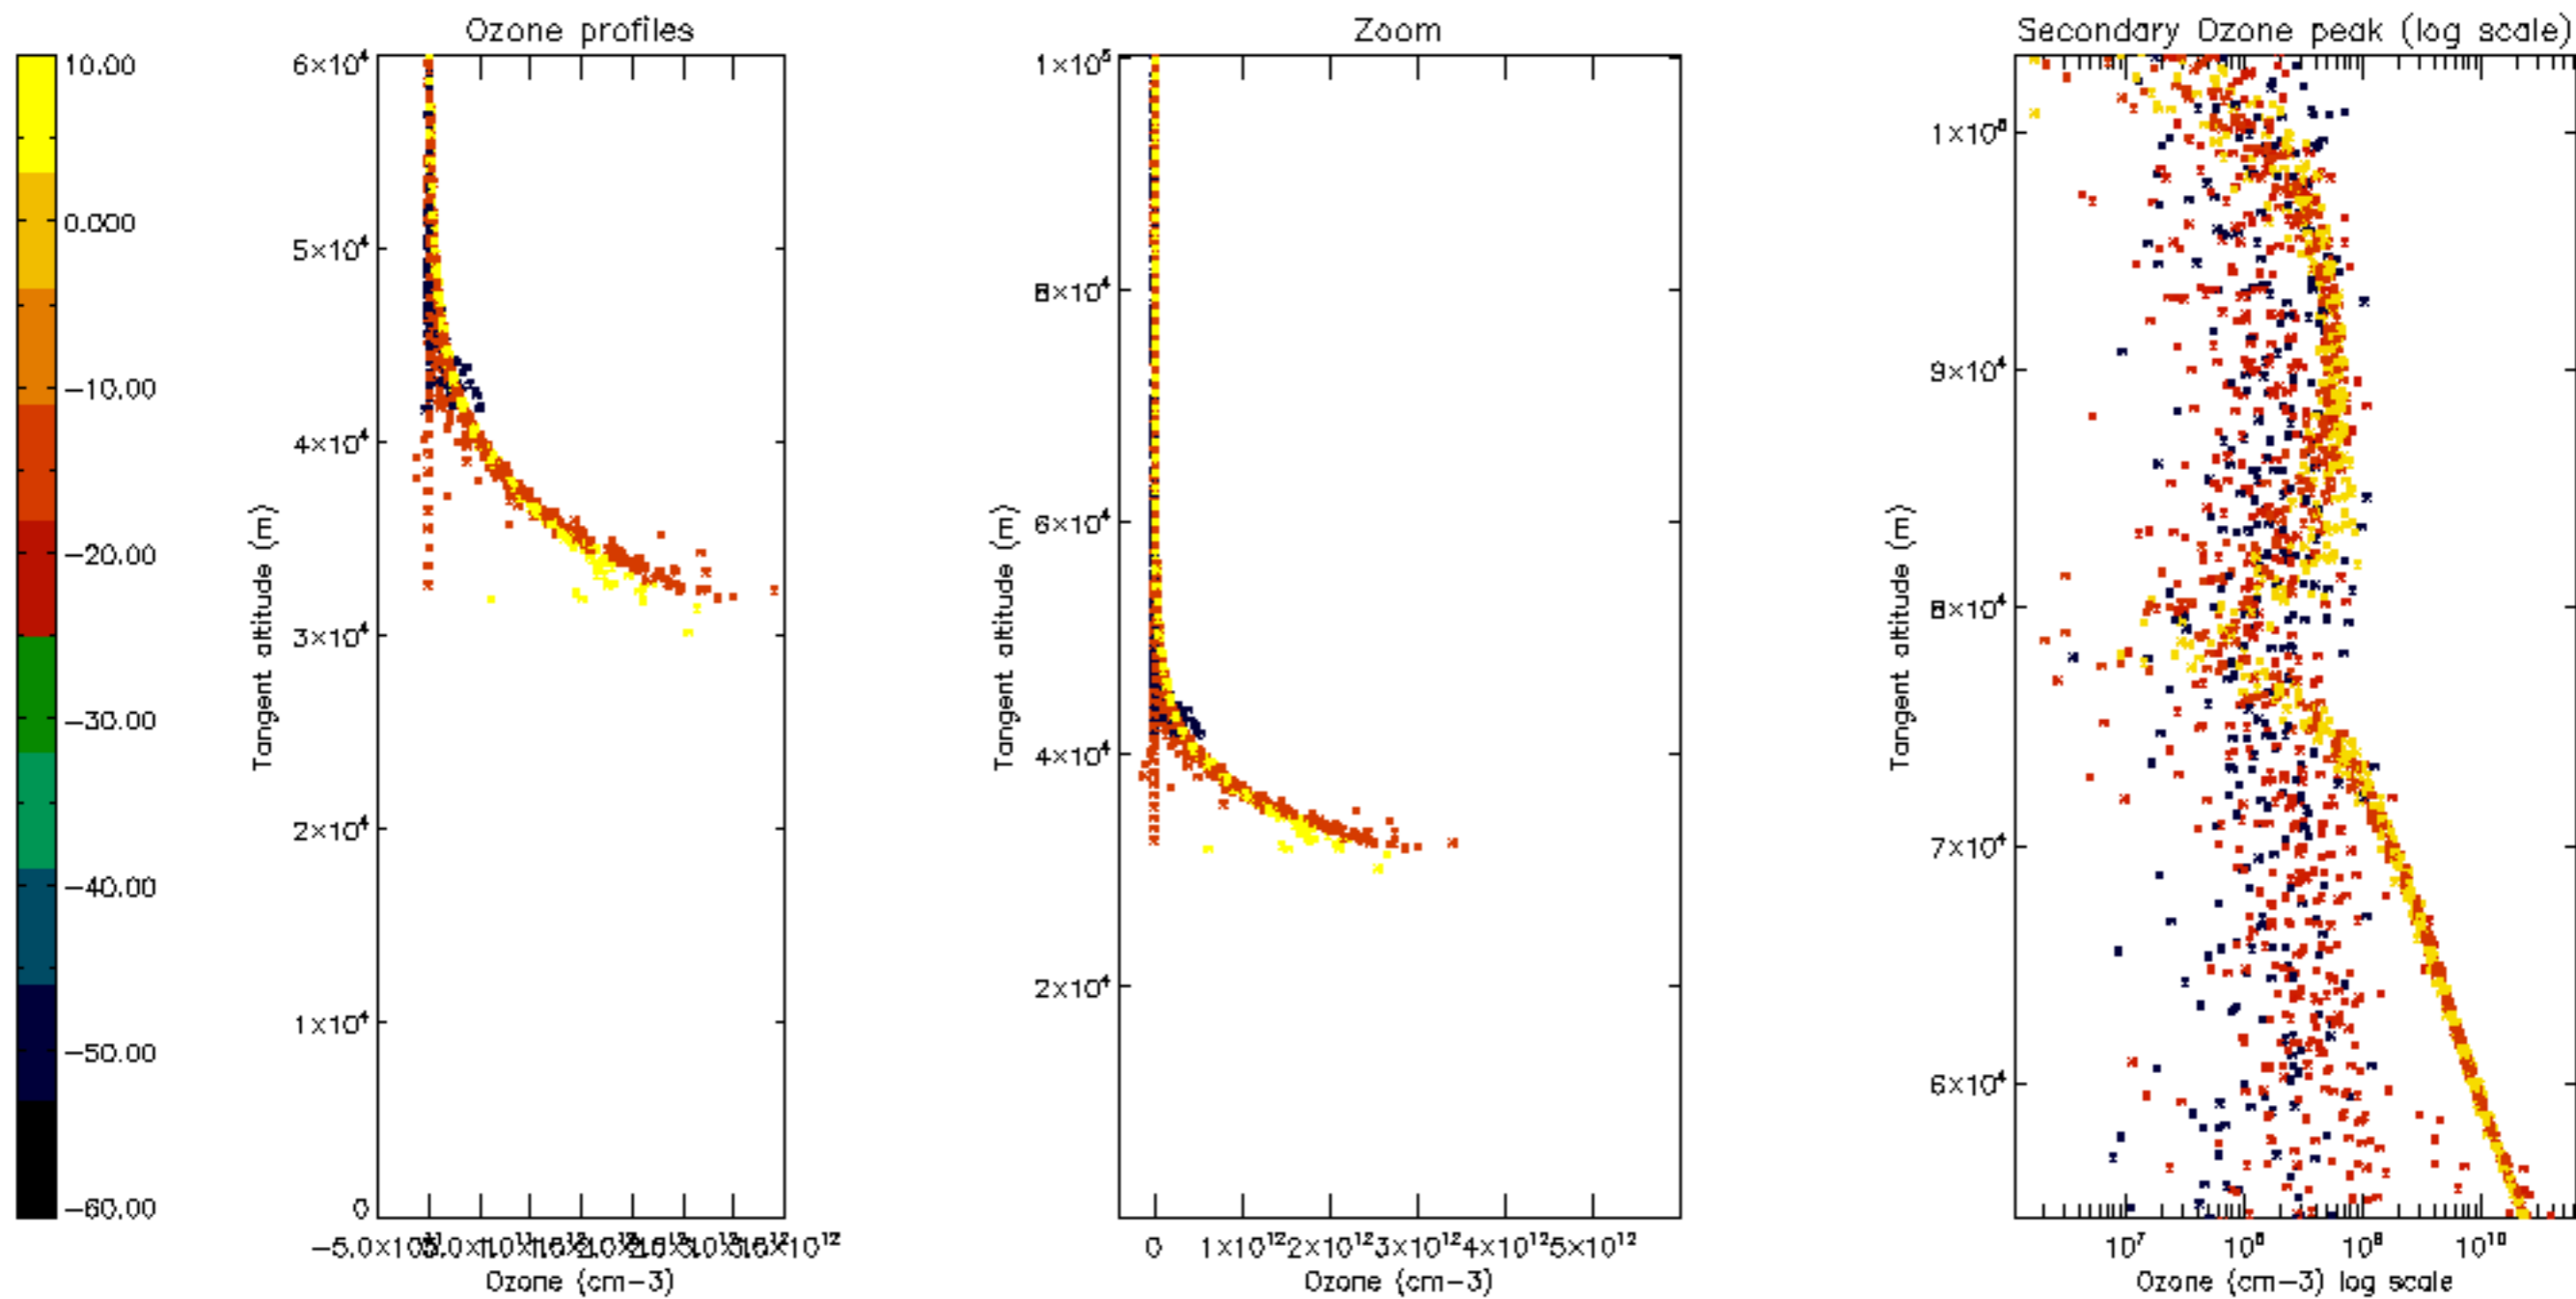 Ozone profiles
Zoom
Secondary Ozone peak (log scale)
10.00
0.000
−10.00
−20.00
−30.00
−40.00
−50.00
−60.00
6×10⁴
5×10⁴
4×10⁴
3×10⁴
2×10⁴
1×10⁴
0
Tangent altitude (m)
Ozone (cm−3)
1×10⁵
8×10⁴
6×10⁴
4×10⁴
2×10⁴
Tangent altitude (m)
0 1×10¹² 2×10¹² 3×10¹² 4×10¹² 5×10¹²
Ozone (cm−3)
9×10⁴
8×10⁴
7×10⁴
6×10⁴
Tangent altitude (m)
10⁷ 10⁸ 10⁹ 10¹⁰
Ozone (cm−3) log scale